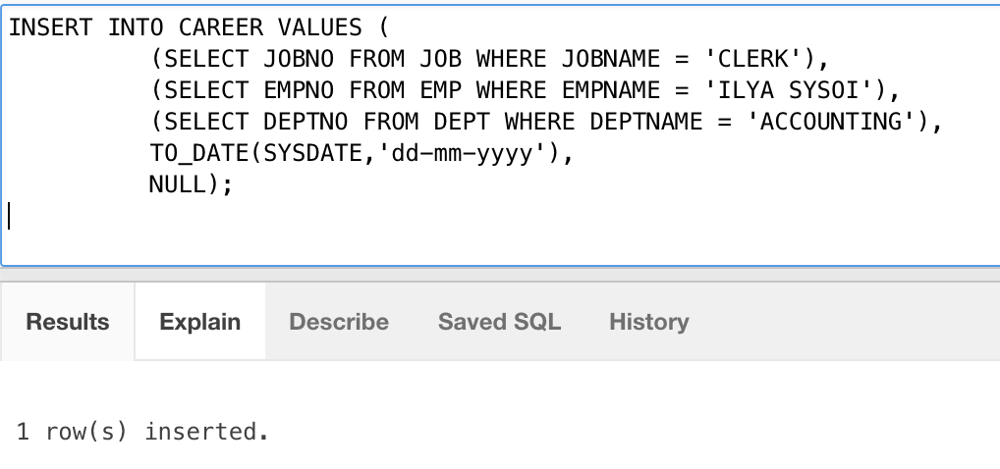 INSERT INTO CAREER VALUES (
(SELECT JOBNO FROM JOB WHERE JOBNAME = 'CLERK'),
(SELECT EMPNO FROM EMP WHERE EMPNAME = 'ILYA SYSOI'),
(SELECT DEPTNO FROM DEPT WHERE DEPTNAME = 'ACCOUNTING'),
TO_DATE(SYSDATE,'dd-mm-yyyy'),
NULL);
Results Explain Describe Saved SQL History
1 row(s) inserted.